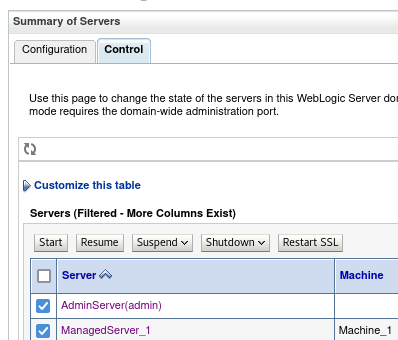 Summary of Servers
Configuration Control
Use this page to change the state of the servers in this WebLogic Server
mode requires the domain-wide administration port.
Customize this table
Servers (Filtered - More Columns Exist)
Start Resume Suspend Shutdown Restart SSL
Server Machine
AdminServer(admin)
ManagedServer_1 Machine_1